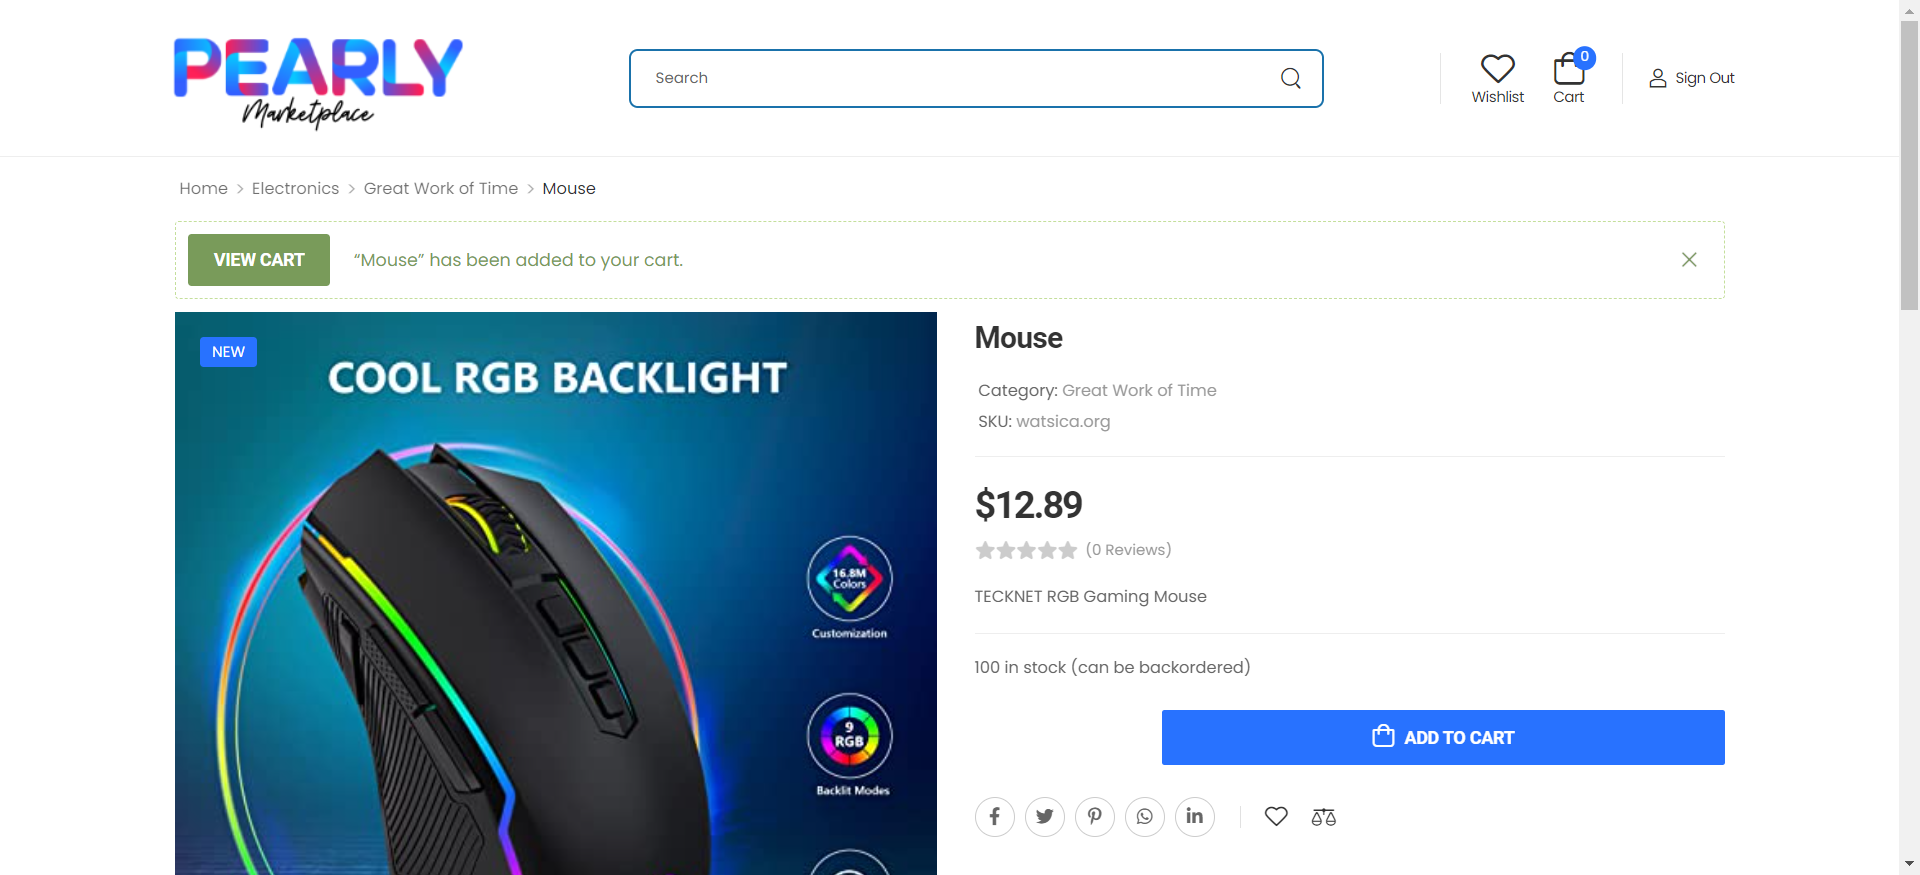 PEARLY
Marketplace
Search
Wishlist
0
Cart
Sign Out
Home > Electronics > Great Work of Time > Mouse
VIEW CART
“Mouse” has been added to your cart.
NEW
COOL RGB BACKLIGHT
16.8M
Colors
Customization
9
RGB
Backlit Modes
Mouse
Category: Great Work of Time
SKU: watsica.org
$12.89
(0 Reviews)
TECKNET RGB Gaming Mouse
100 in stock (can be backordered)
ADD TO CART